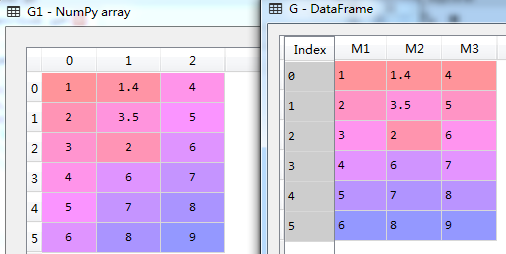 G1 - NumPy array
0 1 2
0 1 1.4 4
1 2 3.5 5
2 3 2 6
3 4 6 7
4 5 7 8
5 6 8 9
G - DataFrame
Index M1 M2 M3
0 1 1.4 4
1 2 3.5 5
2 3 2 6
3 4 6 7
4 5 7 8
5 6 8 9